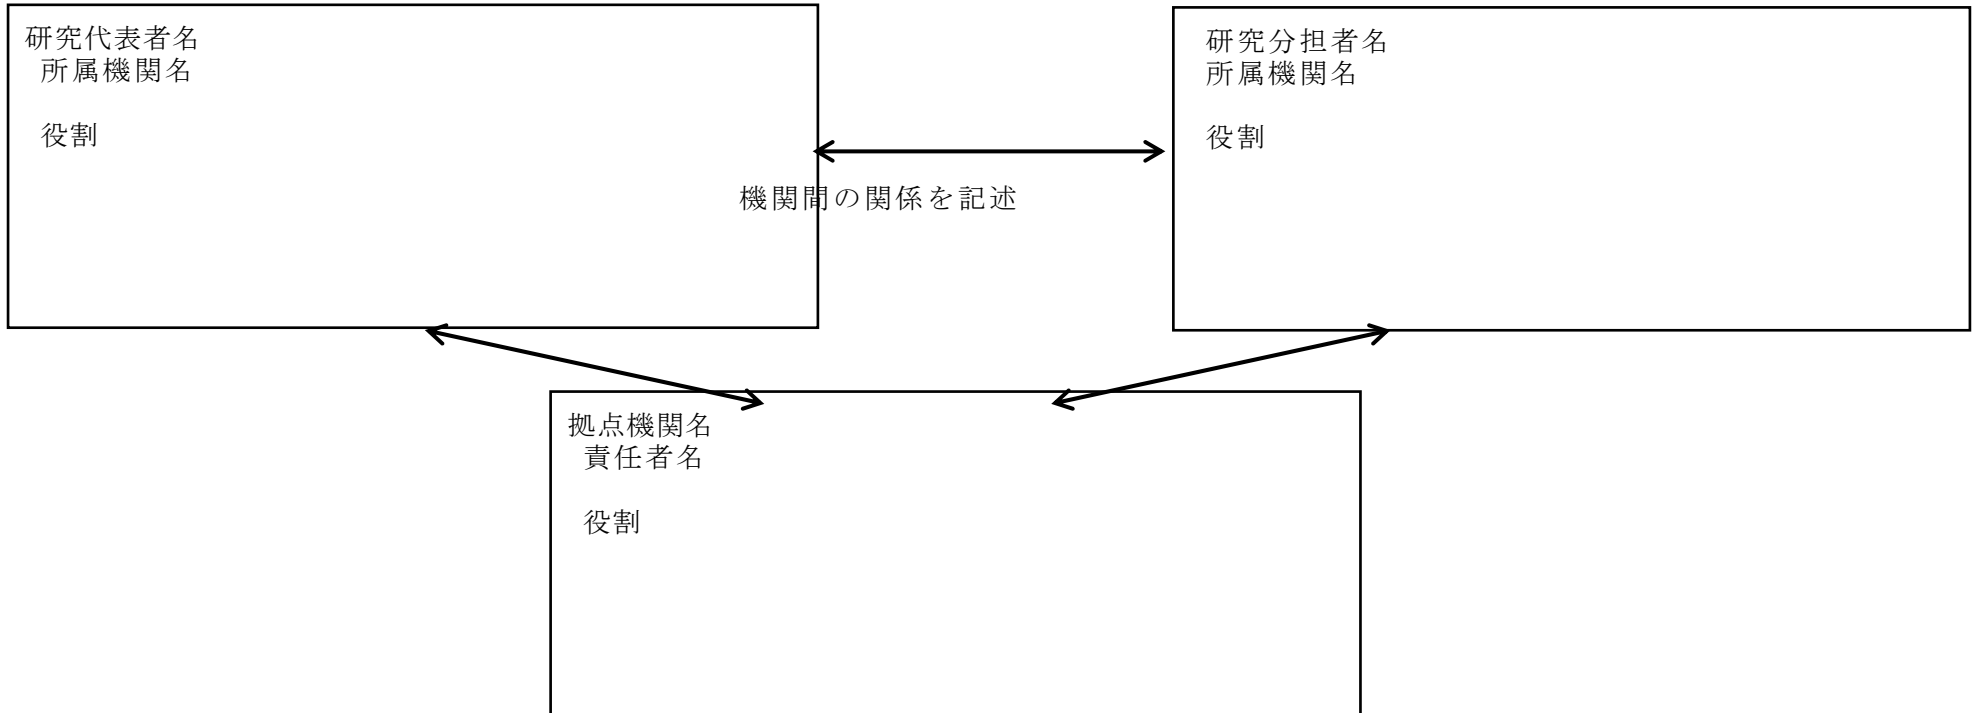 研究代表者名
所属機関名
役割
研究分担者名
所属機関名
役割
機関間の関係を記述
拠点機関名
責任者名
役割